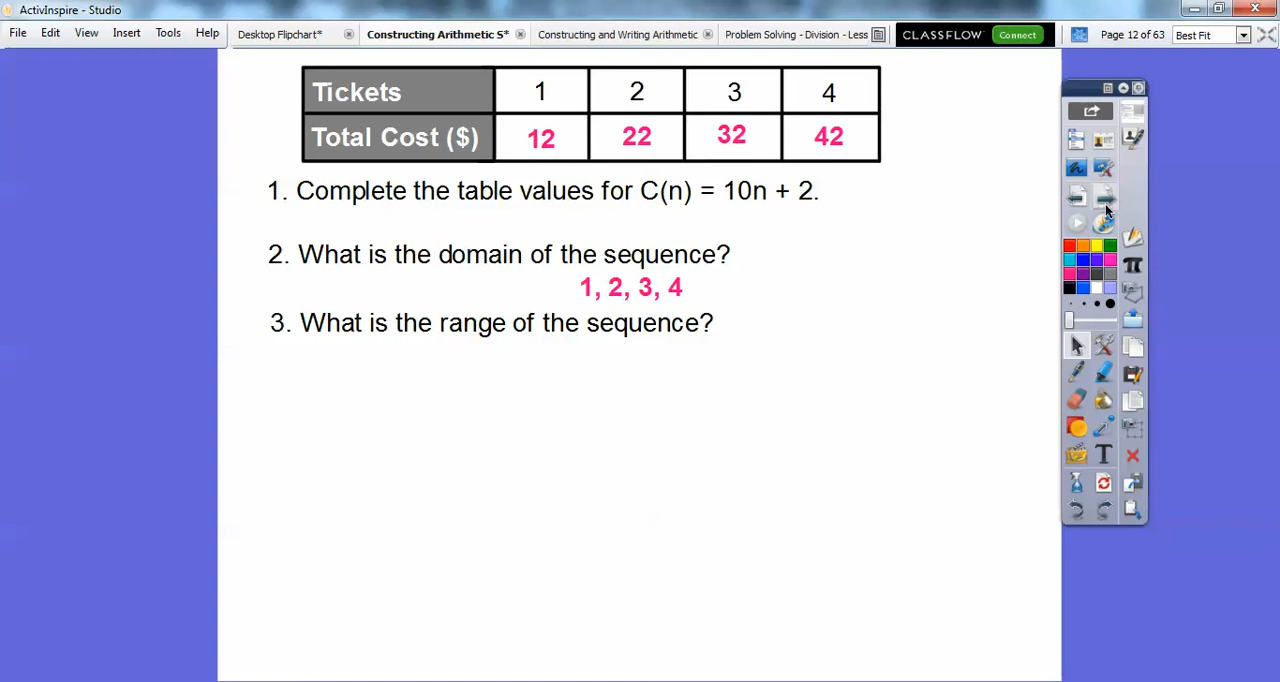 ActivInspire - Studio
File Edit View Insert Tools Help Desktop Flipchart* Constructing Arithmetic S* Constructing and Writing Arithmetic Problem Solving - Division - Less CLASSFLOW Connect Page 12 of 63 Best Fit
Tickets 1 2 3 4
Total Cost ($) 12 22 32 42
1. Complete the table values for C(n) = 10n + 2.
2. What is the domain of the sequence?
1, 2, 3, 4
3. What is the range of the sequence?